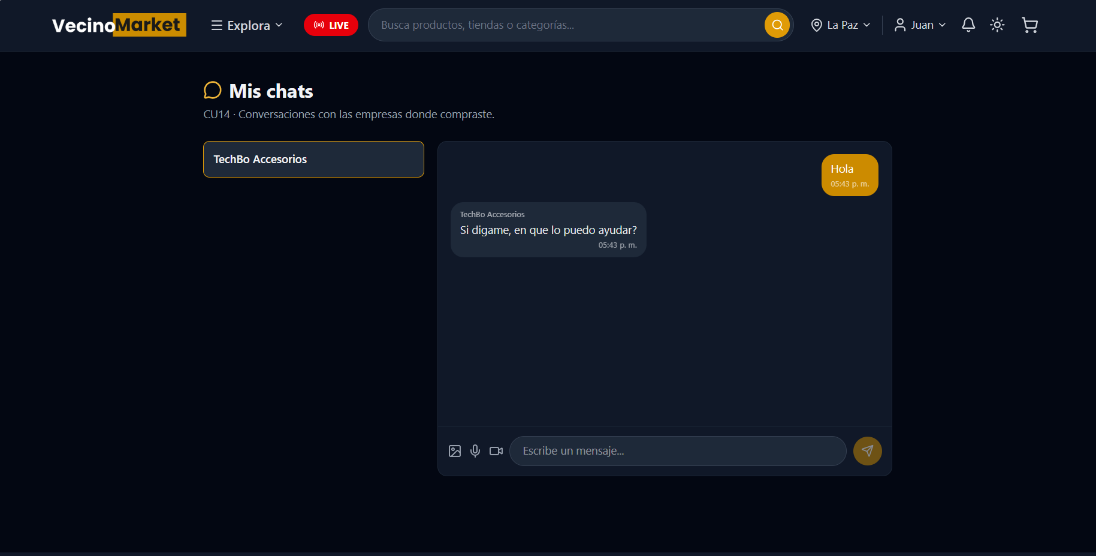 VecinoMarket
Explora
LIVE
Busca productos, tiendas o categorías...
La Paz
Juan
Mis chats
CU14 · Conversaciones con las empresas donde compraste.
TechBo Accesorios
Hola
05:43 p. m.
TechBo Accesorios
Si digame, en que lo puedo ayudar?
05:43 p. m.
Escribe un mensaje...